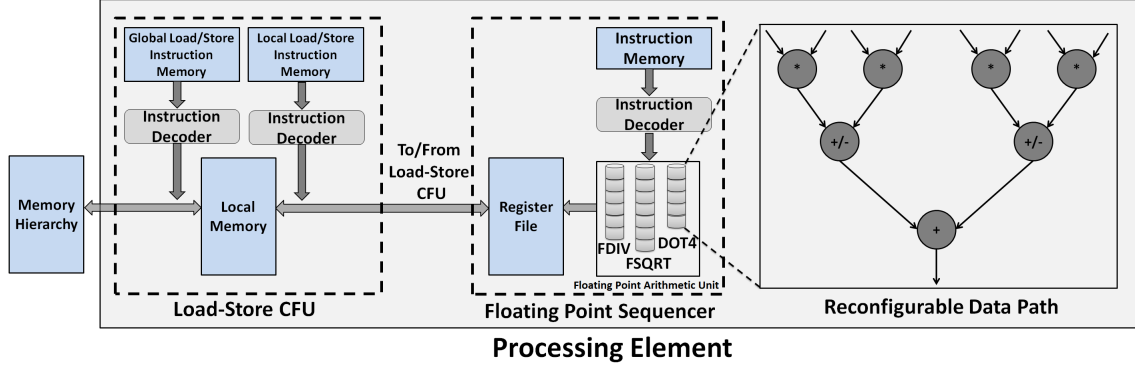 Global Load/Store
Instruction
Memory
Local Load/Store
Instruction
Memory
Instruction
Decoder
Instruction
Decoder
Memory
Hierarchy
Local
Memory
Load-Store CFU
To/From
Load-Store
CFU
Instruction
Memory
Instruction
Decoder
Register
File
FDIV
DOT4
FSQRT
Floating Point Arithmetic Unit
Floating Point Sequencer
*
*
*
*
+/-
+/-
+
Reconfigurable Data Path
Processing Element